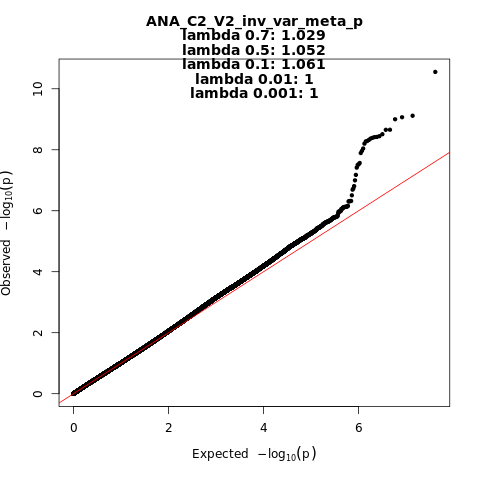 ANA_C2_V2_inv_var_meta_p
lambda 0.7: 1.029
lambda 0.5: 1.052
lambda 0.1: 1.061
lambda 0.01: 1
lambda 0.001: 1
10
8
6
4
2
0
Observed −log10(p)
0 2 4 6
Expected −log10(p)